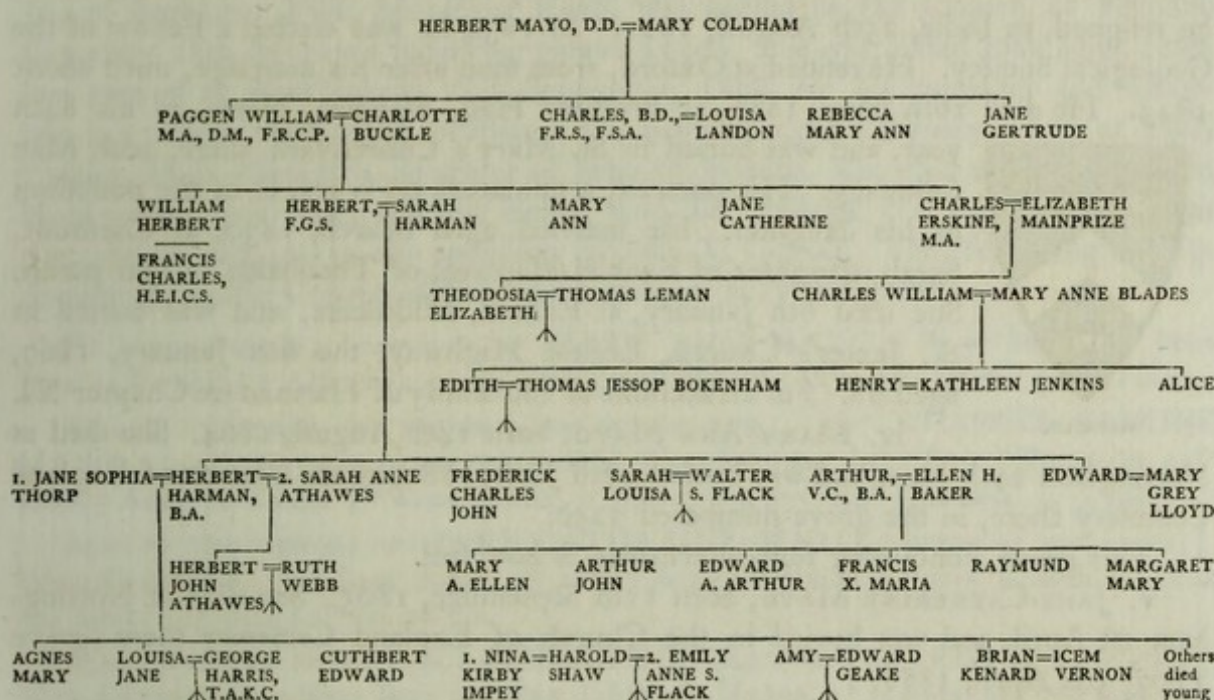 HERBERT MAYO, D.D.=MARY COLDHAM
PAGGEN WILLIAM=CHARLOTTE
M.A., D.M., F.R.C.P. BUCKLE
CHARLES, B.D.,=LOUISA
F.R.S., F.S.A. LANDON
REBECCA
MARY ANN
JANE
GERTRUDE
WILLIAM
HERBERT
FRANCIS
CHARLES,
H.E.I.C.S.
HERBERT,=SARAH
F.G.S. HARMAN
MARY
ANN
JANE
CATHERINE
CHARLES=ELIZABETH
ERSKINE, MAINPRIZE
M.A.
THEODOSIA=THOMAS LEMAN
ELIZABETH
CHARLES WILLIAM=MARY ANNE BLADES
EDITH=THOMAS JESSOP BOKENHAM
HENRY=KATHLEEN JENKINS
ALICE
1. JANE SOPHIA=HERBERT=2. SARAH ANNE
THORP HARMAN, ATHAWES
B.A.
FREDERICK
CHARLES
JOHN
SARAH=WALTER
LOUISA S. FLACK
ARTHUR,=ELLEN H.
V.C., B.A. BAKER
EDWARD=MARY
GREY
LLOYD
HERBERT=RUTH
JOHN WEBB
ATHAWES
MARY
A. ELLEN
ARTHUR
JOHN
EDWARD
A. ARTHUR
FRANCIS
X. MARIA
RAYMUND
MARGARET
MARY
AGNES
MARY
LOUISA=GEORGE
JANE HARRIS,
T.A.K.C.
CUTHBERT
EDWARD
1. NINA=HAROLD=2. EMILY
KIRBY SHAW ANNE S.
IMPEY FLACK
AMY=EDWARD
GEAKE
BRIAN=ICEM
KENARD VERNON
Others
died
young